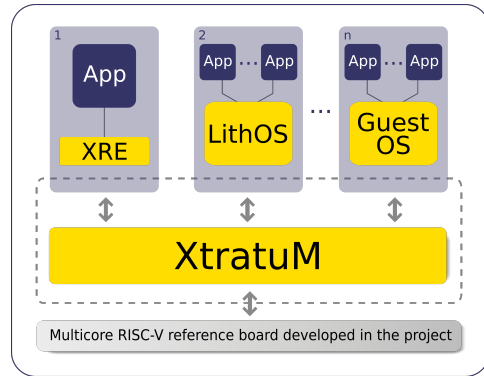 1
App
XRE
2
App ... App
LithOS
...
n
App ... App
Guest
OS
XtratuM
Multicore RISC-V reference board developed in the project